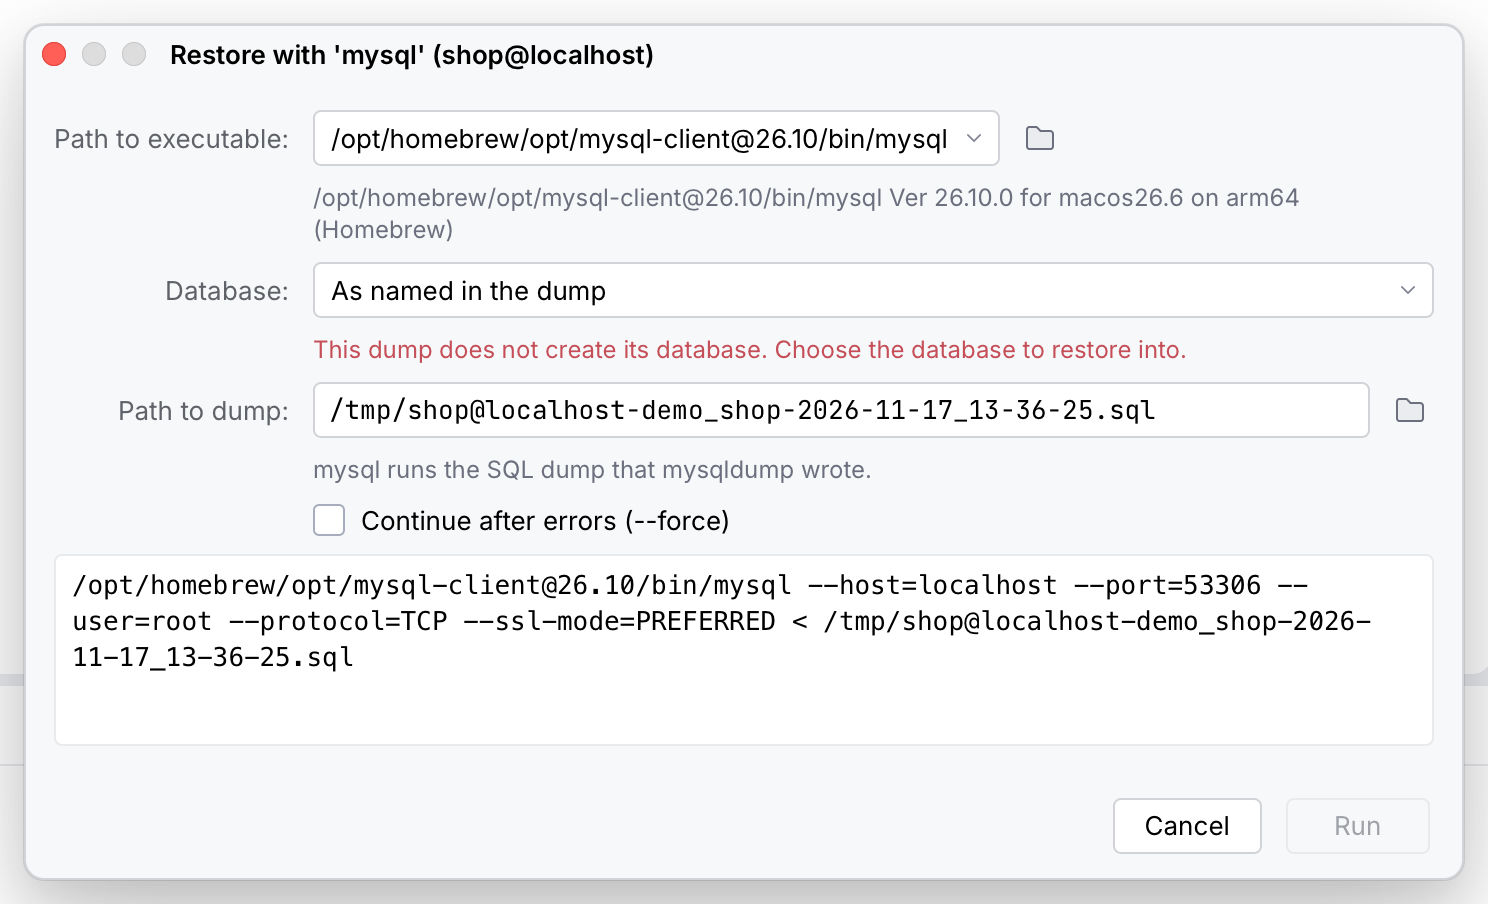 Restore with 'mysql' (shop@localhost)
Path to executable:
/opt/homebrew/opt/mysql-client@26.10/bin/mysql
/opt/homebrew/opt/mysql-client@26.10/bin/mysql Ver 26.10.0 for macos26.6 on arm64
(Homebrew)
Database:
As named in the dump
This dump does not create its database. Choose the database to restore into.
Path to dump:
/tmp/shop@localhost-demo_shop-2026-11-17_13-36-25.sql
mysql runs the SQL dump that mysqldump wrote.
Continue after errors (--force)
/opt/homebrew/opt/mysql-client@26.10/bin/mysql --host=localhost --port=53306 --
user=root --protocol=TCP --ssl-mode=PREFERRED < /tmp/shop@localhost-demo_shop-2026-
11-17_13-36-25.sql
Cancel
Run